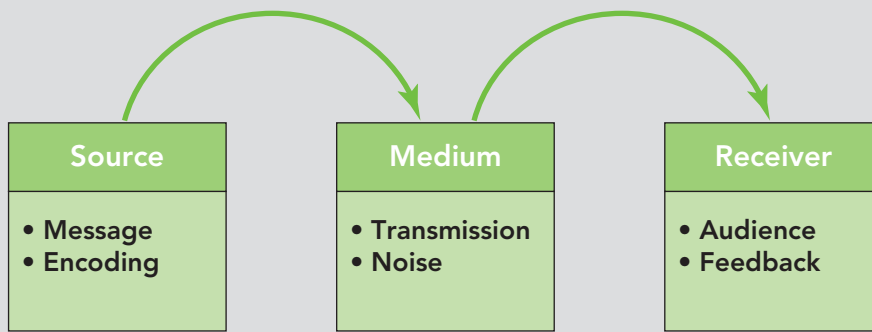 Source
• Message
• Encoding
Medium
• Transmission
• Noise
Receiver
• Audience
• Feedback